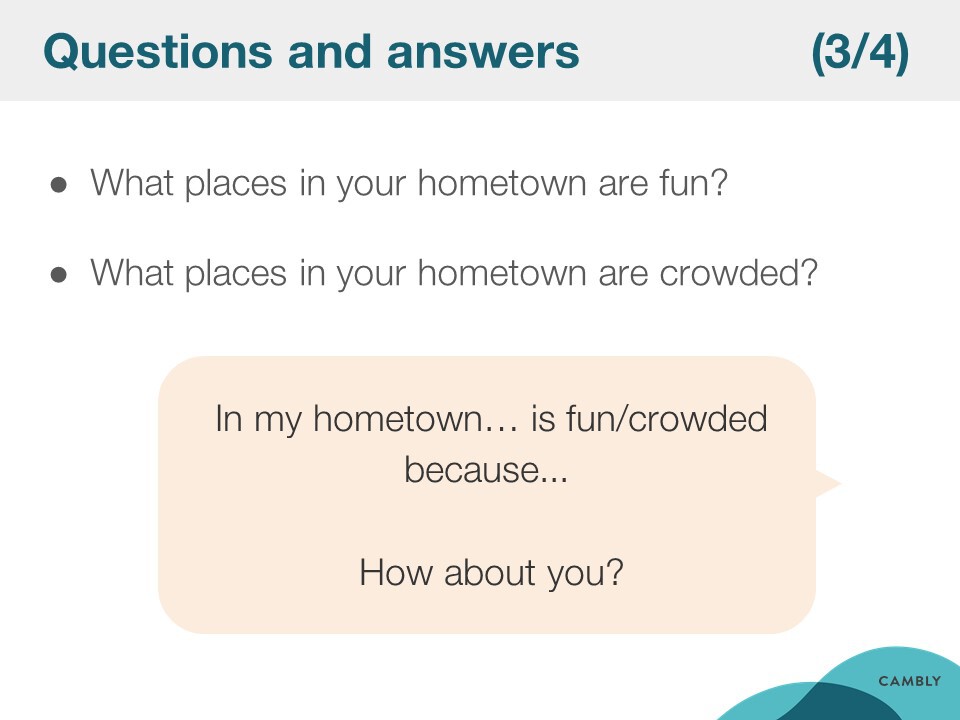 Questions and answers (3/4)
● What places in your hometown are fun?
● What places in your hometown are crowded?
In my hometown… is fun/crowded
because...
How about you?
CAMBLY